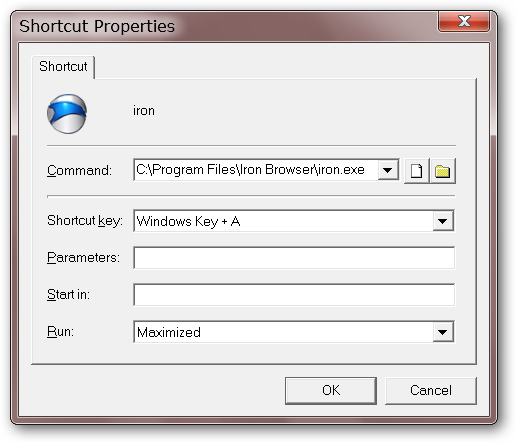 Shortcut Properties
Shortcut
iron
Command: C:\Program Files\Iron Browser\iron.exe
Shortcut key: Windows Key + A
Parameters:
Start in:
Run: Maximized
OK Cancel